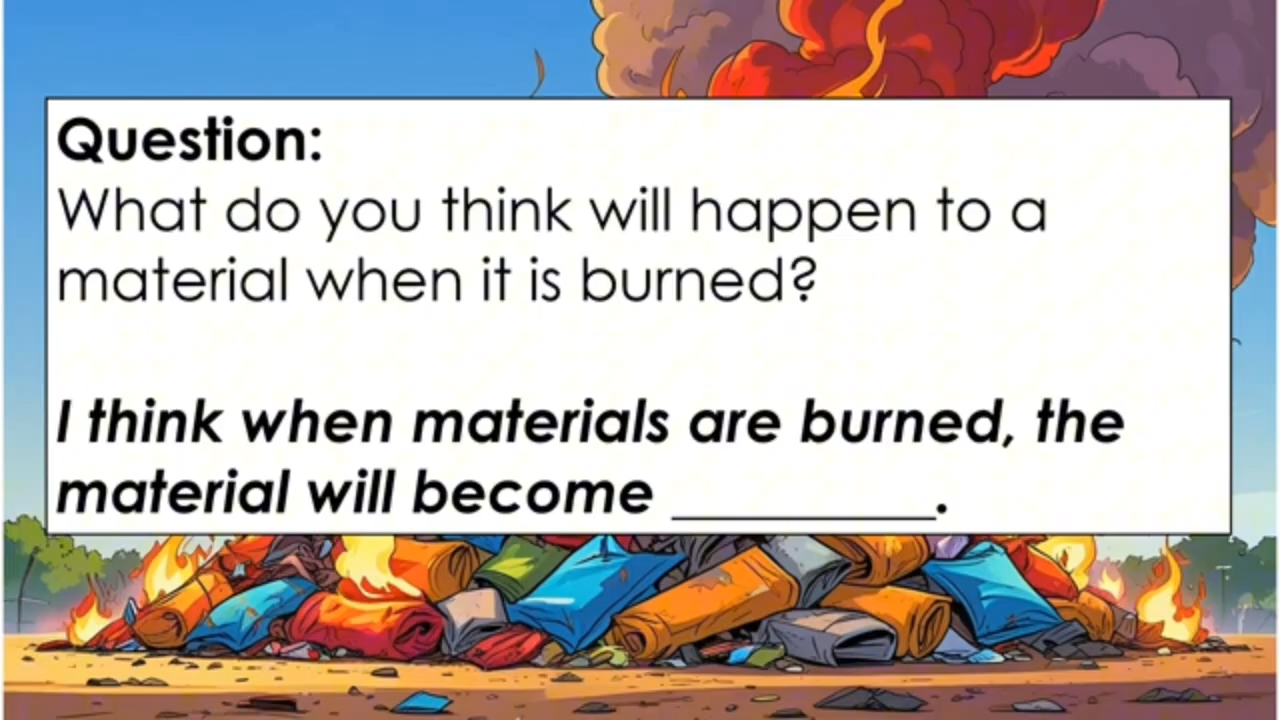 Question:
What do you think will happen to a
material when it is burned?
I think when materials are burned, the
material will become __________.